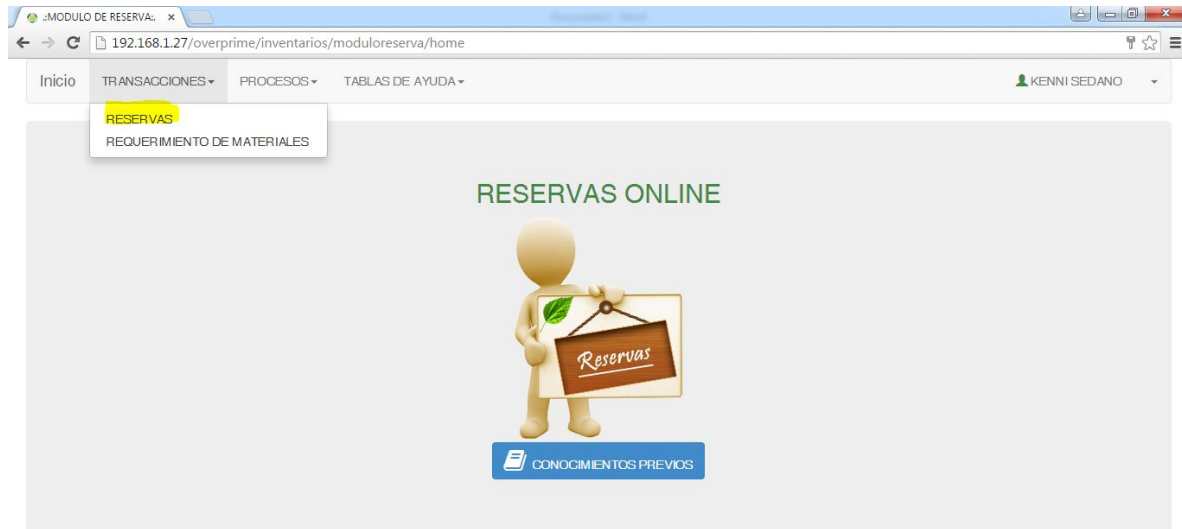 .:MODULO DE RESERVA:.
192.168.1.27/overprime/inventarios/moduloreserva/home
Inicio TRANSACCIONES PROCESOS TABLAS DE AYUDA KENNI SEDANO
RESERVAS
REQUERIMIENTO DE MATERIALES
RESERVAS ONLINE
Reservas
CONOCIMIENTOS PREVIOS